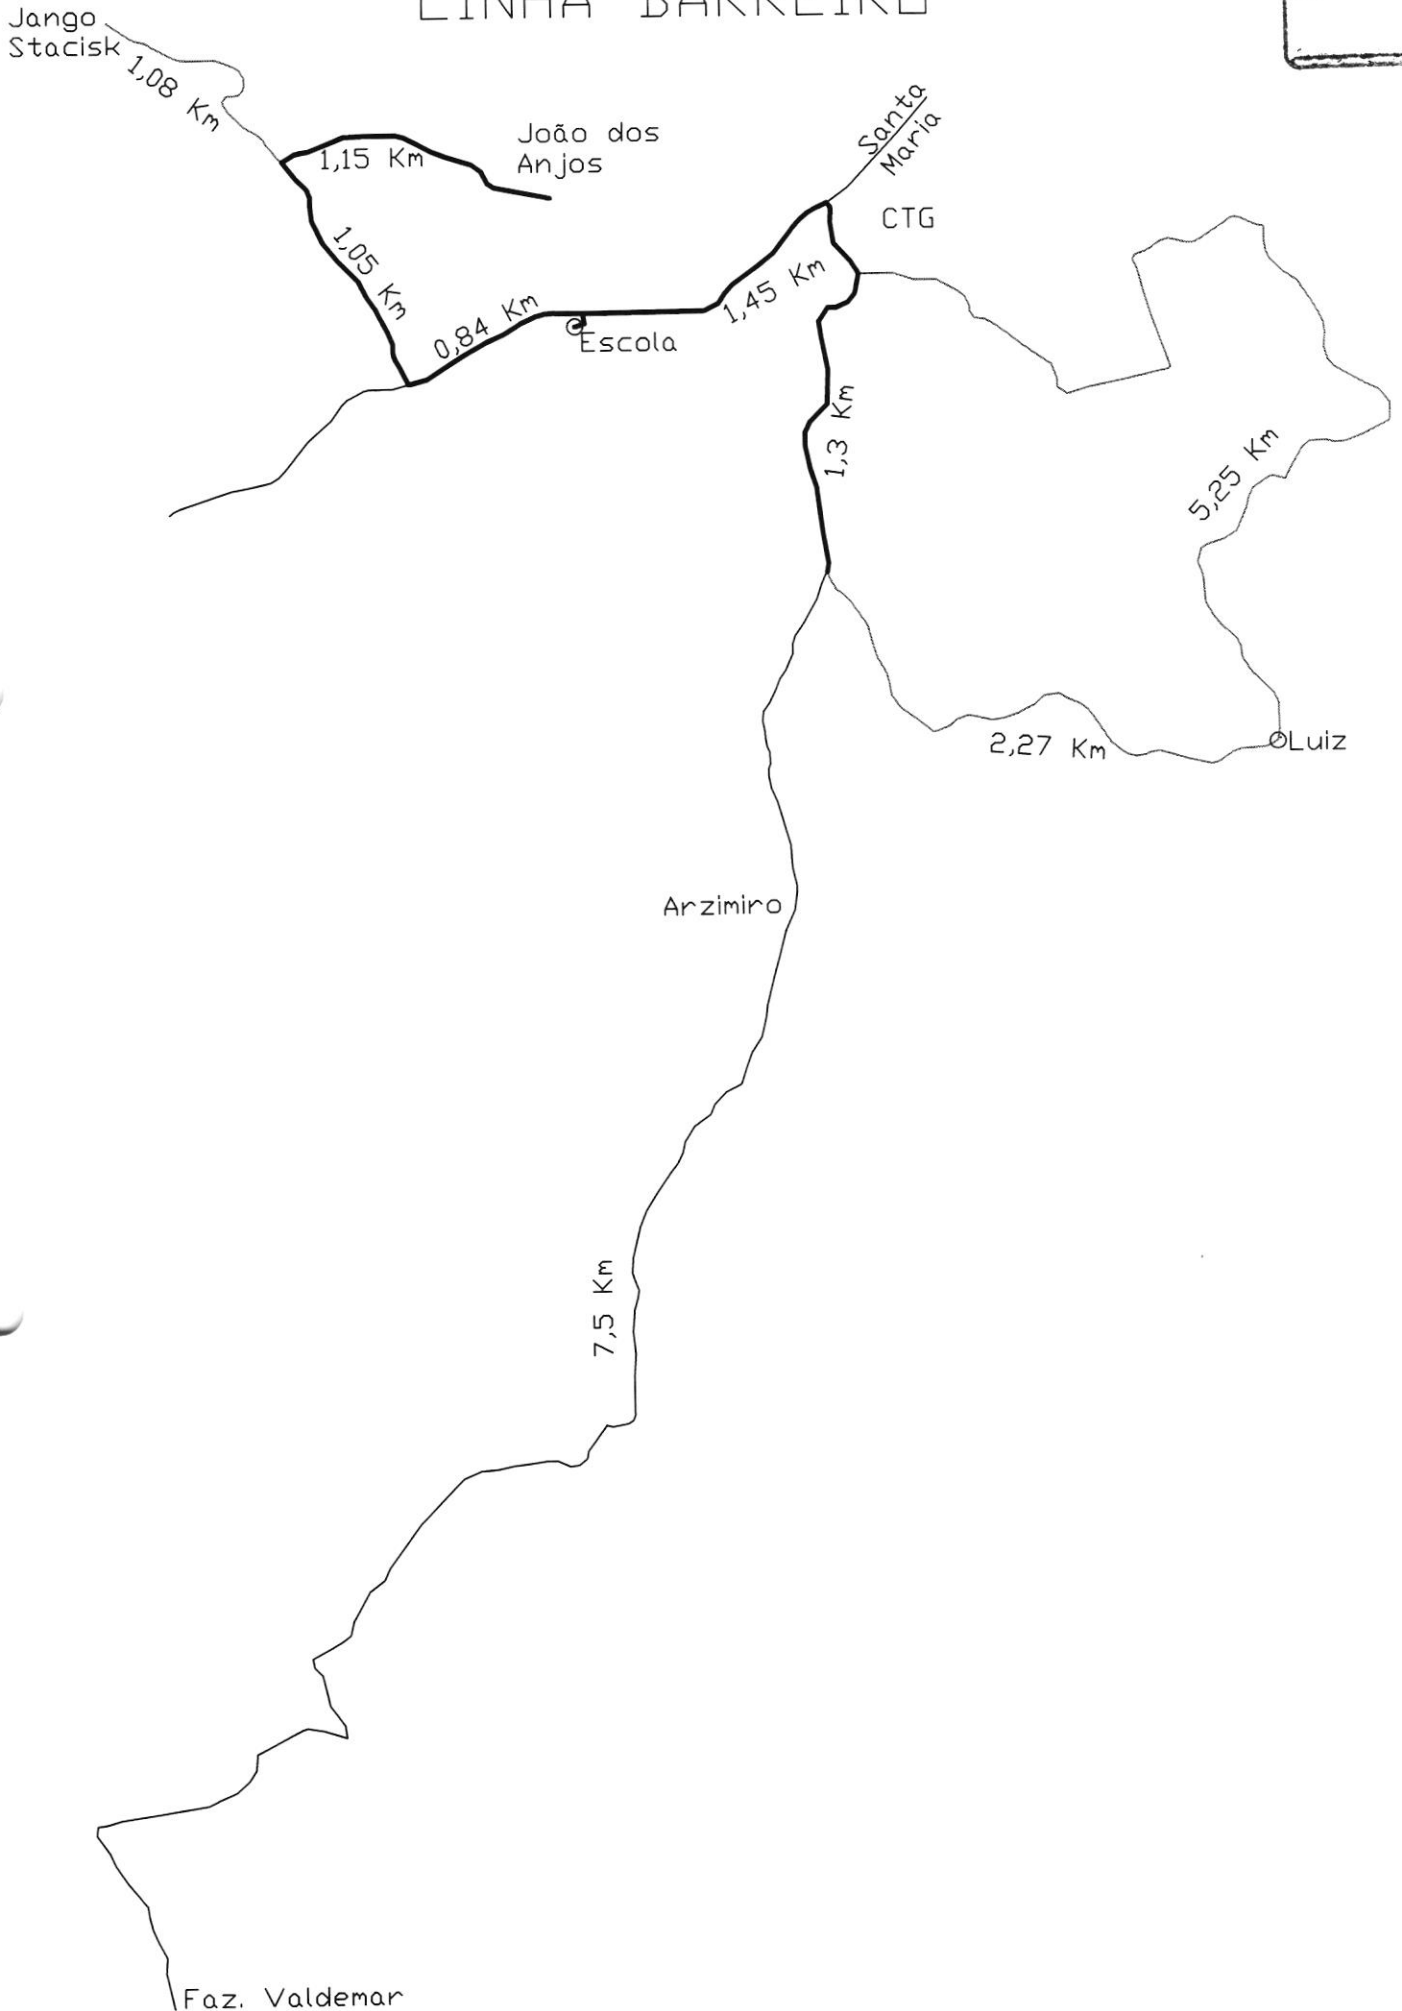 LINHA BARREIRO
Jango
Stacisk
1,08 Km
João dos
Anjos
1,15 Km
Santa
Maria
CTG
1,05 Km
0,84 Km
1,45 Km
Escola
1,3 Km
5,25 Km
2,27 Km
Luiz
Arzimiro
7,5 Km
Faz. Valdemar